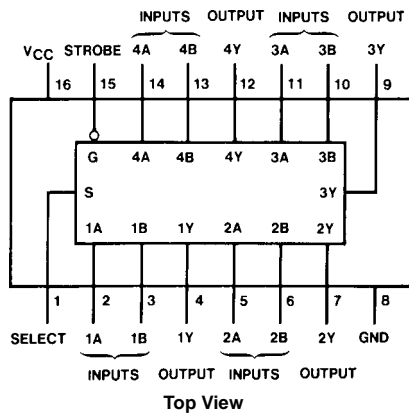 INPUTS OUTPUT INPUTS OUTPUT
VCC STROBE 4A 4B 4Y 3A 3B 3Y
16 15 14 13 12 11 10 9
G 4A 4B 4Y 3A 3B
S 3Y
1A 1B 1Y 2A 2B 2Y
1 2 3 4 5 6 7 8
SELECT 1A 1B 1Y 2A 2B 2Y GND
INPUTS OUTPUT INPUTS OUTPUT
Top View